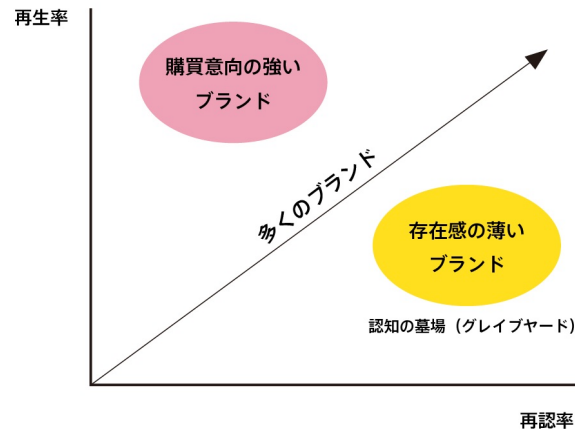 再生率
購買意向の強い
ブランド
多くのブランド
存在感の薄い
ブランド
認知の墓場（グレイブヤード）
再認率